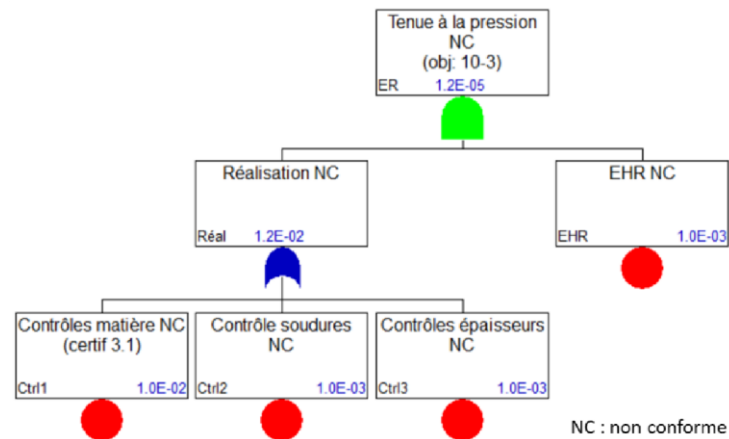 Tenue à la pression
NC
(obj: 10-3)
ER 1.2E-05
Réalisation NC
Réal 1.2E-02
EHR NC
EHR 1.0E-03
Contrôles matière NC
(certif 3.1)
Ctrl1 1.0E-02
Contrôle soudures
NC
Ctrl2 1.0E-03
Contrôles épaisseurs
NC
Ctrl3 1.0E-03
NC : non conforme